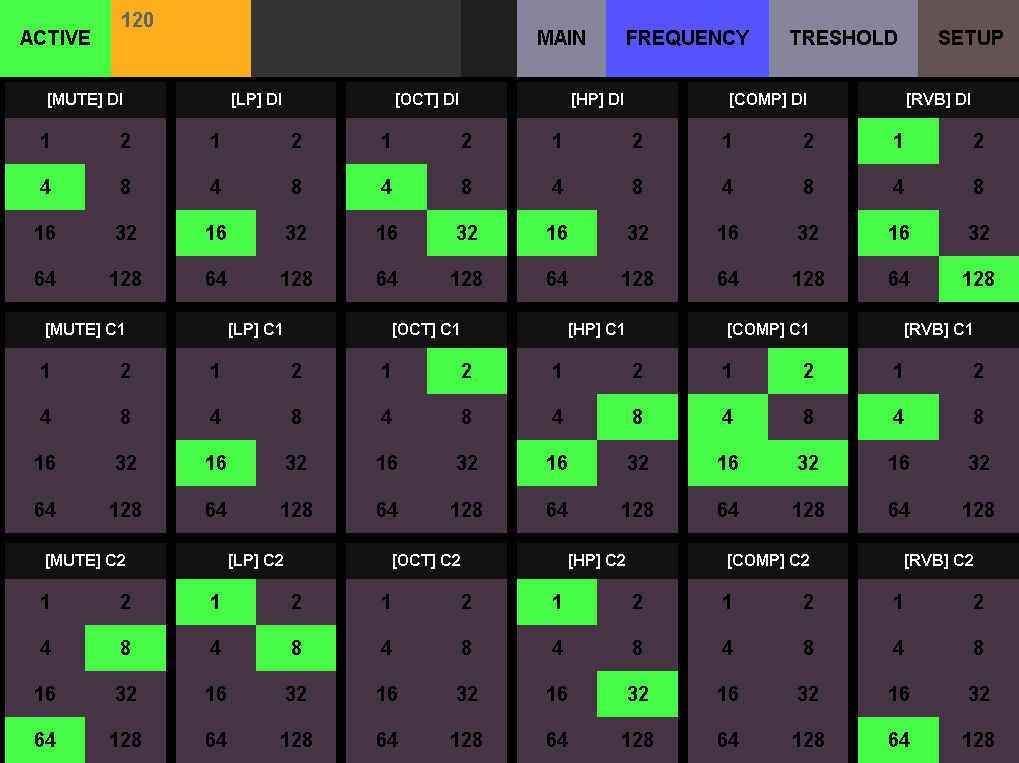 ACTIVE 120 MAIN FREQUENCY TRESHOLD SETUP
[MUTE] DI [LP] DI [OCT] DI [HP] DI [COMP] DI [RVB] DI
1 2 1 2 1 2 1 2 1 2 1 2
4 8 4 8 4 8 4 8 4 8 4 8
16 32 16 32 16 32 16 32 16 32 16 32
64 128 64 128 64 128 64 128 64 128 64 128
[MUTE] C1 [LP] C1 [OCT] C1 [HP] C1 [COMP] C1 [RVB] C1
1 2 1 2 1 2 1 2 1 2 1 2
4 8 4 8 4 8 4 8 4 8 4 8
16 32 16 32 16 32 16 32 16 32 16 32
64 128 64 128 64 128 64 128 64 128 64 128
[MUTE] C2 [LP] C2 [OCT] C2 [HP] C2 [COMP] C2 [RVB] C2
1 2 1 2 1 2 1 2 1 2 1 2
4 8 4 8 4 8 4 8 4 8 4 8
16 32 16 32 16 32 16 32 16 32 16 32
64 128 64 128 64 128 64 128 64 128 64 128